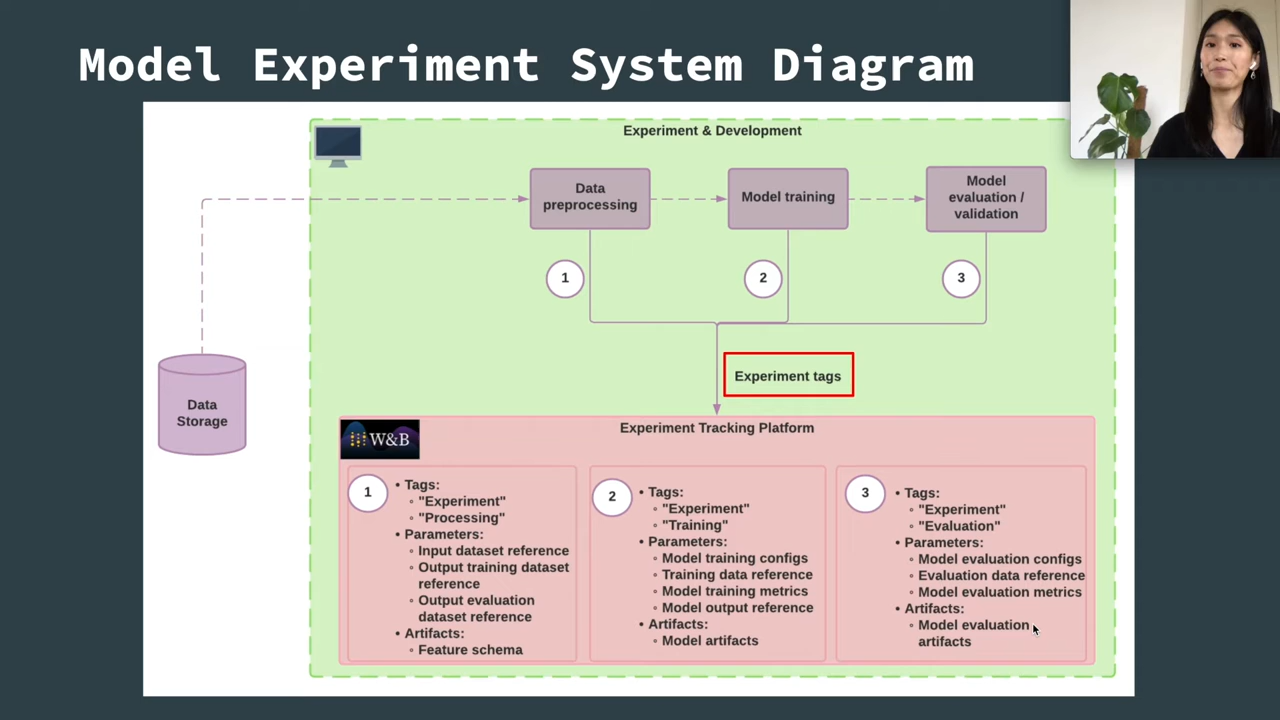 Model Experiment System Diagram
Experiment & Development
Data
preprocessing
Model training
Model
evaluation /
validation
1
2
3
Experiment tags
Data
Storage
W&B
Experiment Tracking Platform
1
• Tags:
◦ "Experiment"
◦ "Processing"
• Parameters:
◦ Input dataset reference
◦ Output training dataset
reference
◦ Output evaluation
dataset reference
• Artifacts:
◦ Feature schema
2
• Tags:
◦ "Experiment"
◦ "Training"
• Parameters:
◦ Model training configs
◦ Training data reference
◦ Model training metrics
◦ Model output reference
• Artifacts:
◦ Model artifacts
3
• Tags:
◦ "Experiment"
◦ "Evaluation"
• Parameters:
◦ Model evaluation configs
◦ Evaluation data reference
◦ Model evaluation metrics
• Artifacts:
◦ Model evaluation
artifacts